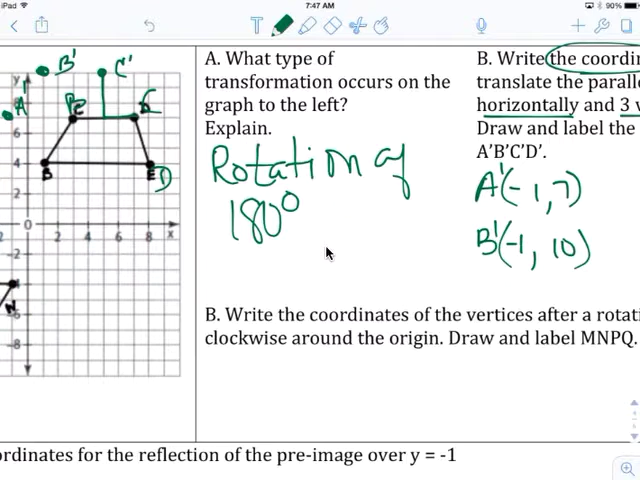 iPad
7:47 AM
90%
T
y
B'
C'
A'
B
C
6
4
B
E D
2
0
2
4
6
8
x
-2
N
-8
A. What type of
transformation occurs on the
graph to the left?
Explain.
Rotation of
180°
B. Write the coordin
translate the paralle
horizontally and 3
Draw and label the
A'B'C'D'.
A'(-1,7)
B'(-1, 10)
B. Write the coordinates of the vertices after a rotati
clockwise around the origin. Draw and label MNPQ.
ordinates for the reflection of the pre-image over y = -1